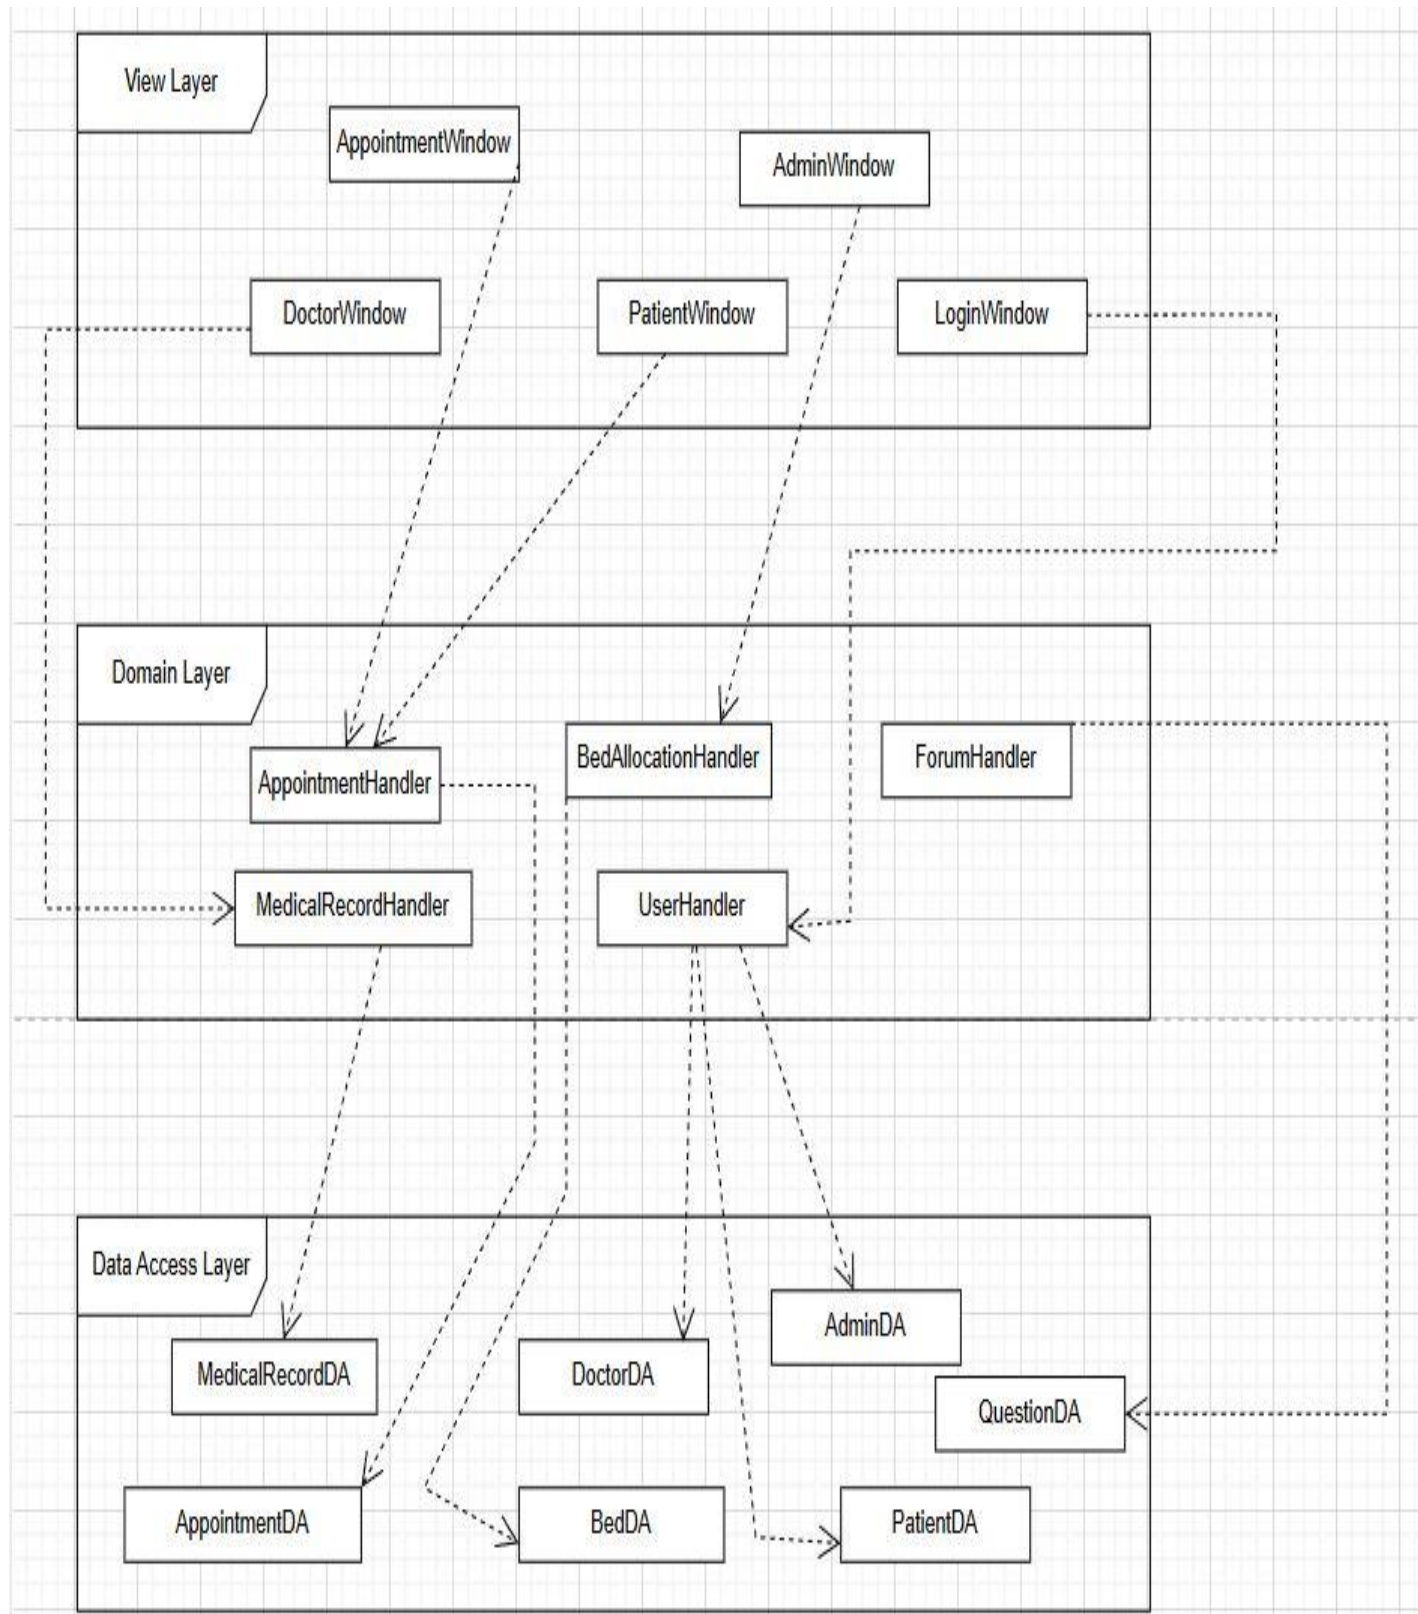 View Layer
AppointmentWindow
AdminWindow
DoctorWindow
PatientWindow
LoginWindow
Domain Layer
AppointmentHandler
BedAllocationHandler
ForumHandler
MedicalRecordHandler
UserHandler
Data Access Layer
MedicalRecordDA
DoctorDA
AdminDA
QuestionDA
AppointmentDA
BedDA
PatientDA